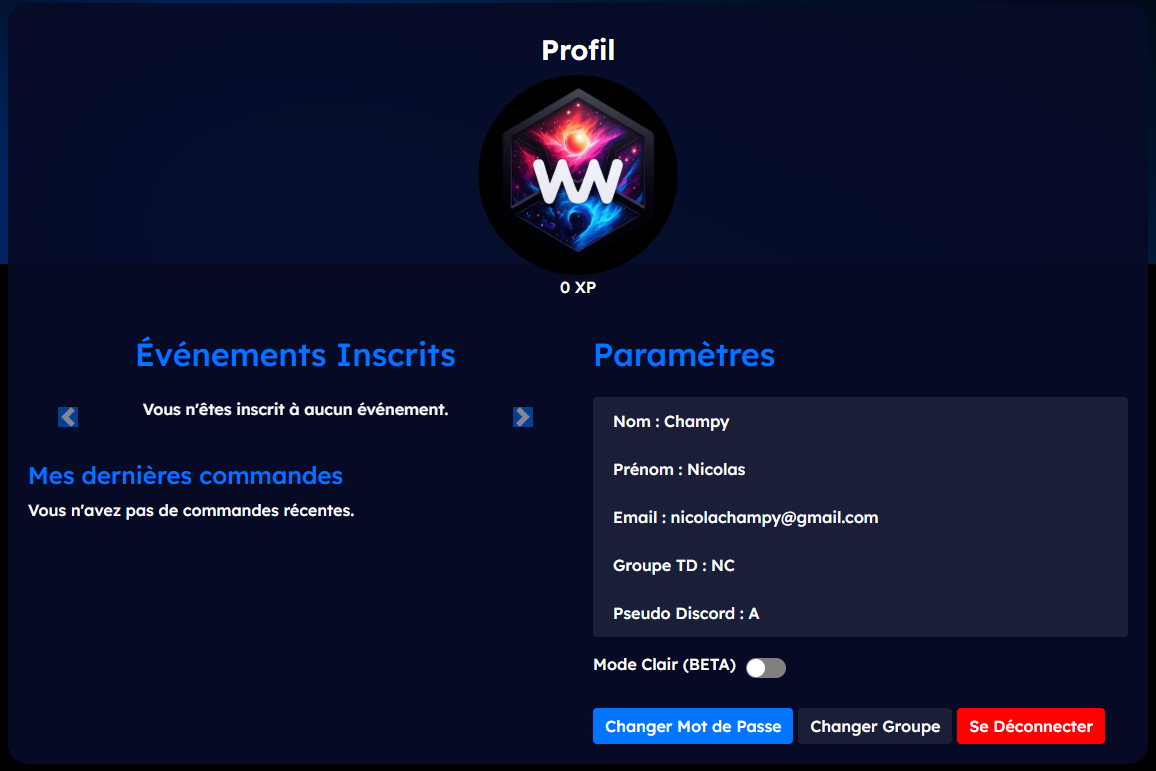 Profil
WW
0 XP
Événements Inscrits
Vous n'êtes inscrit à aucun événement.
Mes dernières commandes
Vous n'avez pas de commandes récentes.
Paramètres
Nom : Champy
Prénom : Nicolas
Email : nicolachampy@gmail.com
Groupe TD : NC
Pseudo Discord : A
Mode Clair (BETA)
Changer Mot de Passe
Changer Groupe
Se Déconnecter